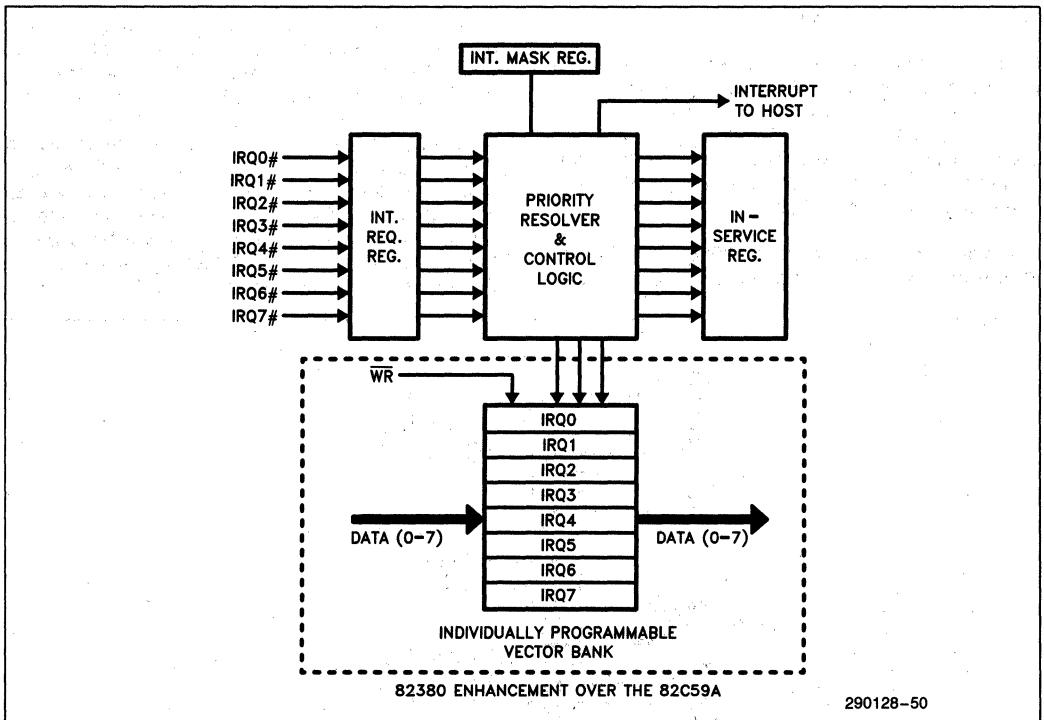 INT. MASK REG.
INTERRUPT
TO HOST
IRQ0#
IRQ1#
IRQ2#
IRQ3#
IRQ4#
IRQ5#
IRQ6#
IRQ7#
INT.
REQ.
REG.
PRIORITY
RESOLVER
&
CONTROL
LOGIC
IN-
SERVICE
REG.
WR
IRQ0
IRQ1
IRQ2
IRQ3
IRQ4
IRQ5
IRQ6
IRQ7
DATA (0-7)
DATA (0-7)
INDIVIDUALLY PROGRAMMABLE
VECTOR BANK
82380 ENHANCEMENT OVER THE 82C59A
290128-50